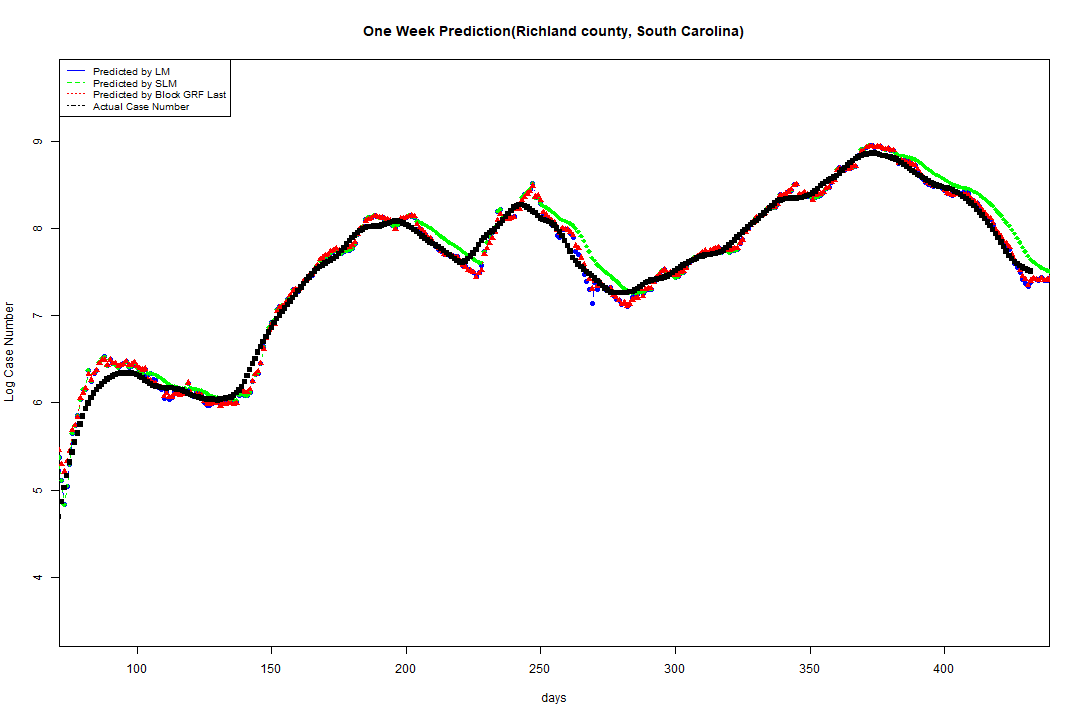 One Week Prediction(Richland county, South Carolina)
Predicted by LM
Predicted by SLM
Predicted by Block GRF Last
Actual Case Number
9
8
7
6
5
4
Log Case Number
100 150 200 250 300 350 400
days